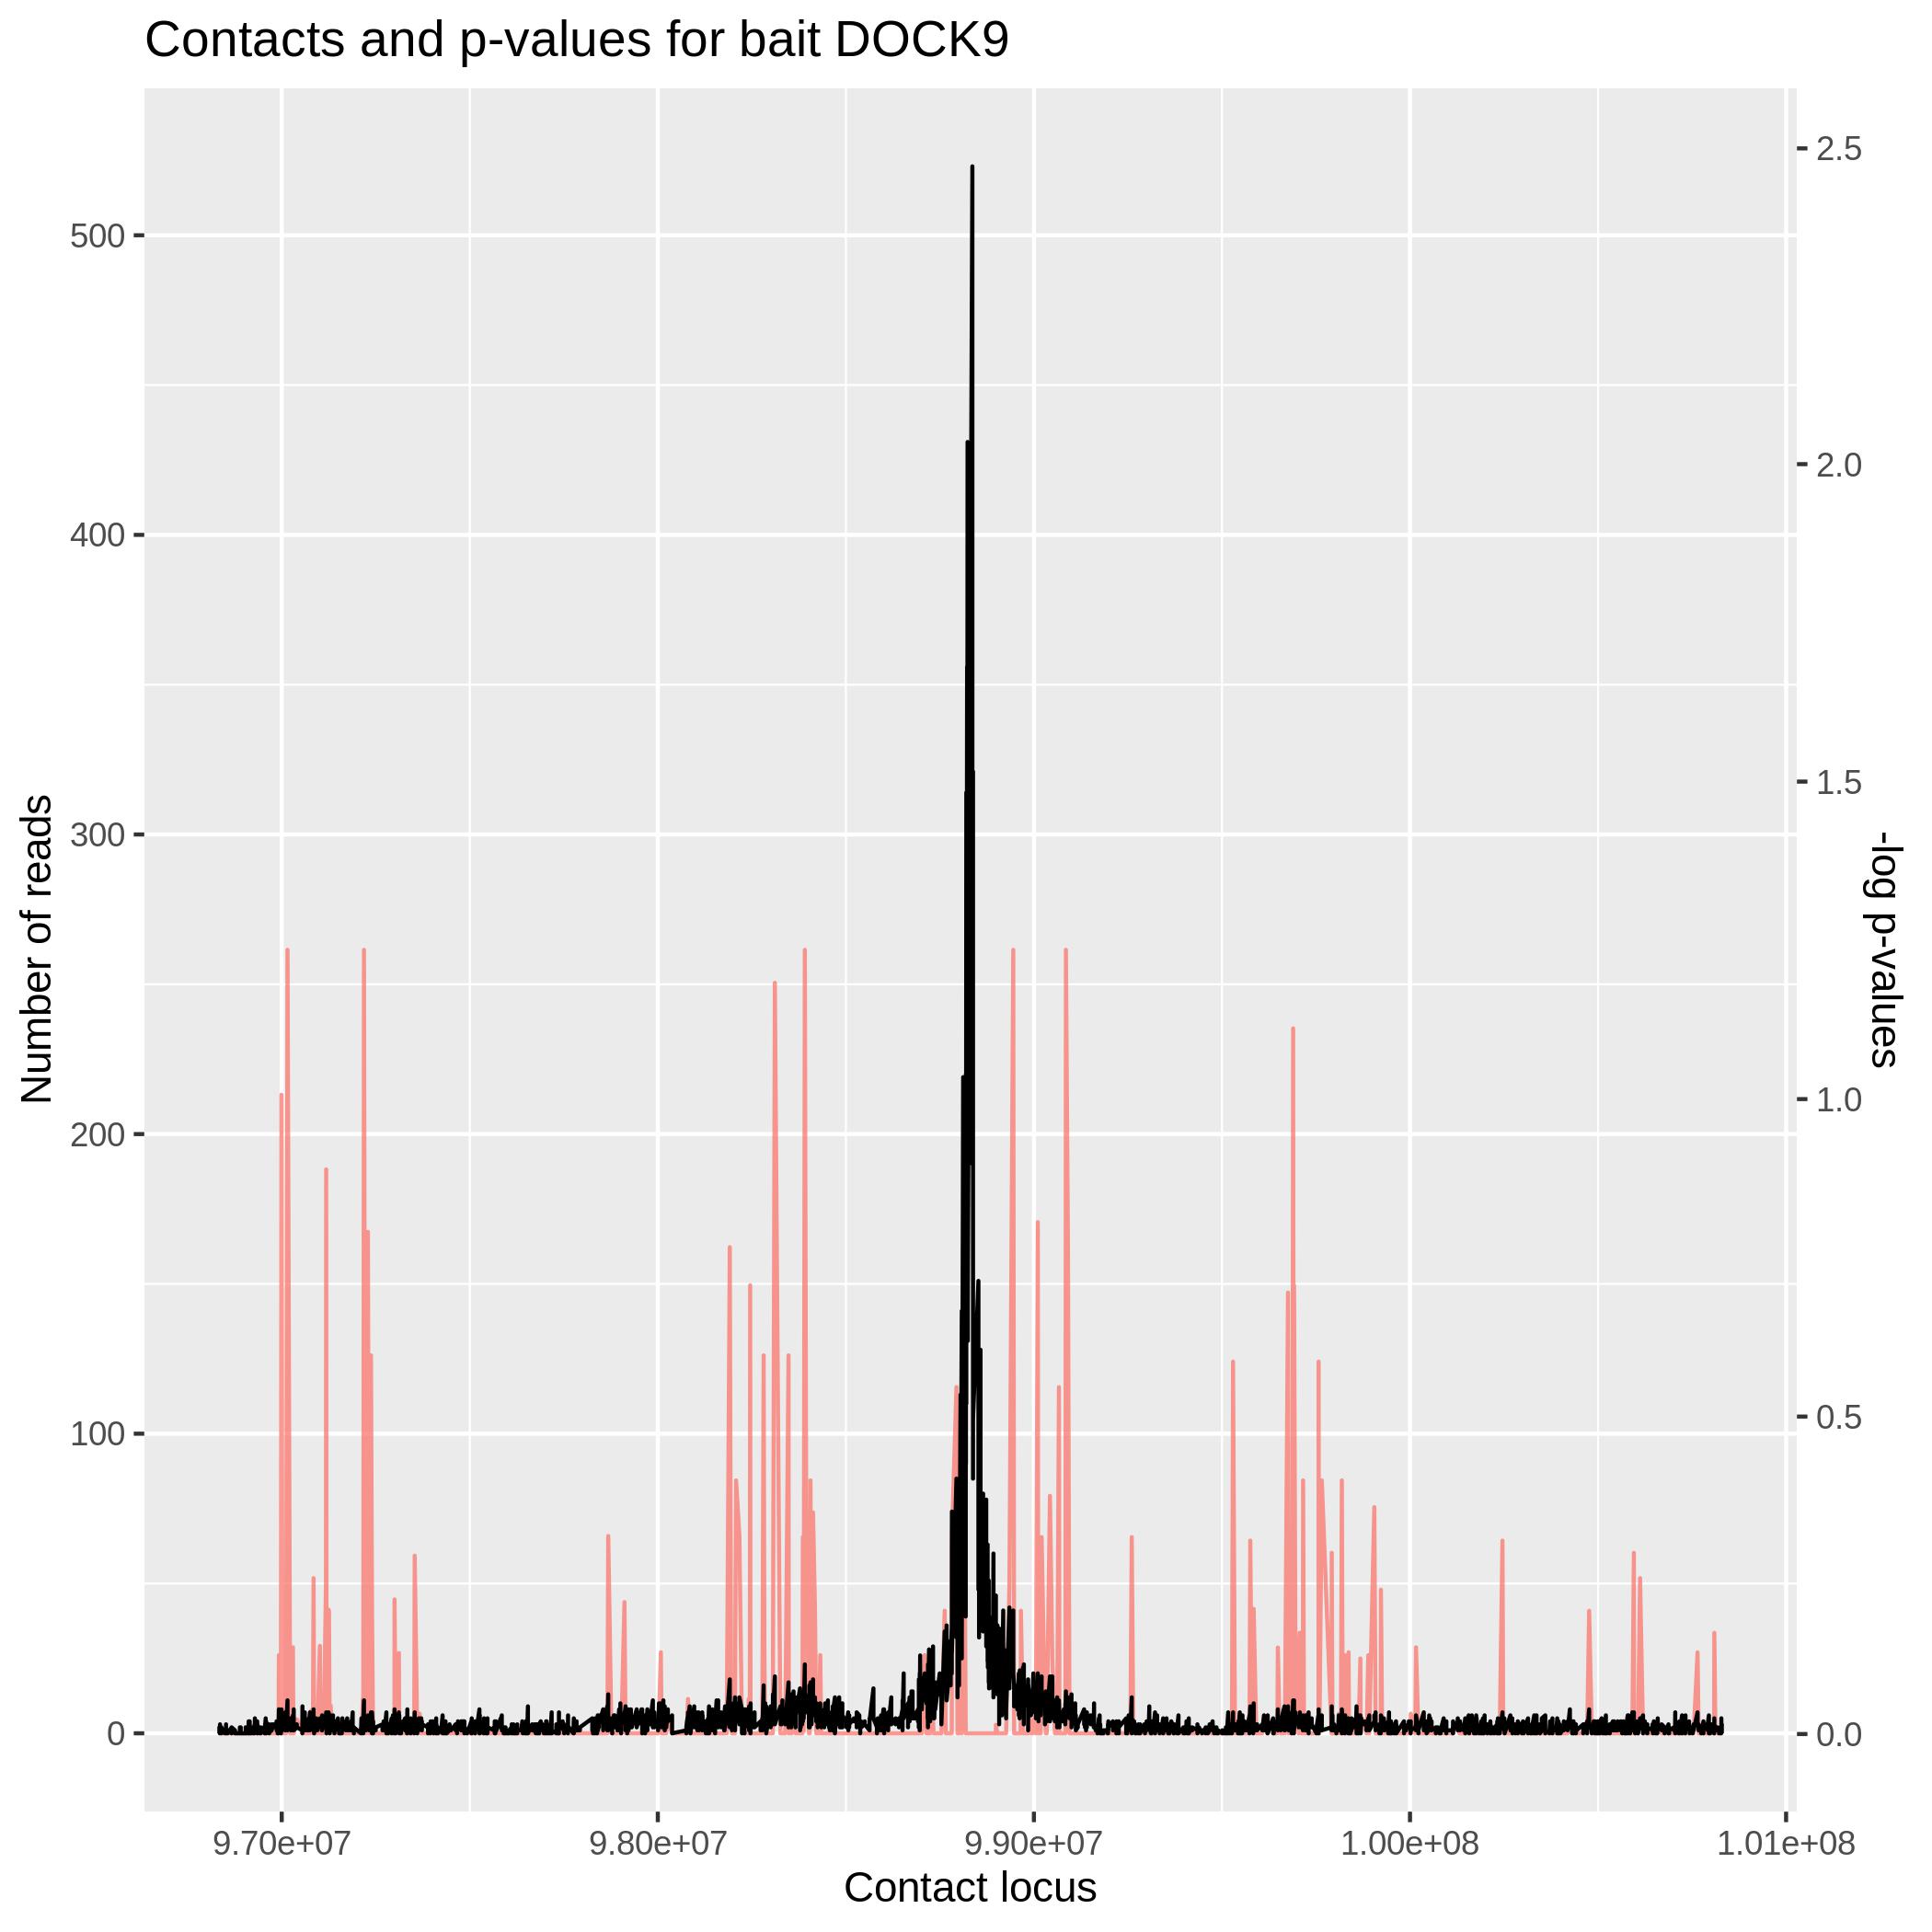 Contacts and p-values for bait DOCK9
Number of reads
500
400
300
200
100
0
2.5
2.0
1.5
1.0
0.5
0.0
-log p-values
9.70e+07
9.80e+07
9.90e+07
1.00e+08
1.01e+08
Contact locus